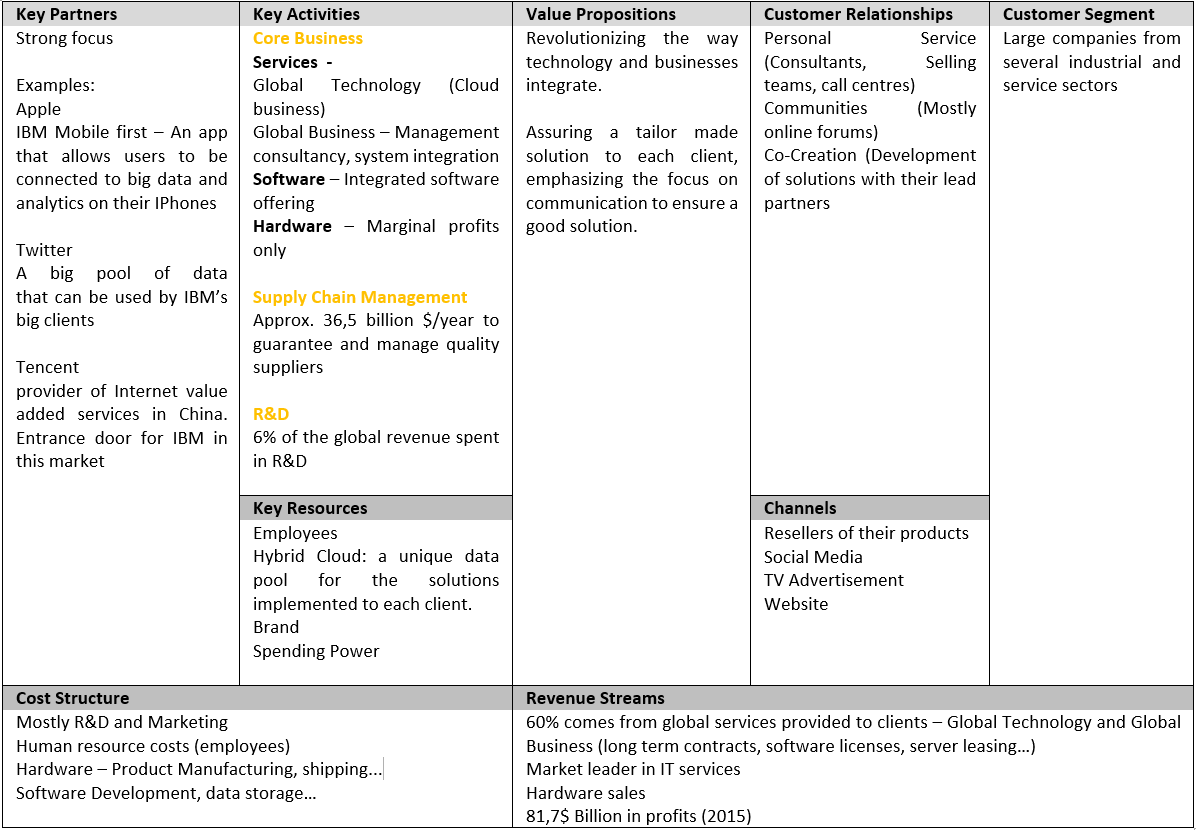 Key Partners
Strong focus
Examples:
Apple
IBM Mobile first – An app
that allows users to be
connected to big data and
analytics on their IPhones
Twitter
A big pool of data
that can be used by IBM's
big clients
Tencent
provider of Internet value
added services in China.
Entrance door for IBM in
this market
Key Activities
Core Business
Services -
Global Technology (Cloud
business)
Global Business – Management
consultancy, system integration
Software – Integrated software
offering
Hardware – Marginal profits
only
Supply Chain Management
Approx. 36,5 billion $/year to
guarantee and manage quality
suppliers
R&D
6% of the global revenue spent
in R&D
Key Resources
Employees
Hybrid Cloud: a unique data
pool for the solutions
implemented to each client.
Brand
Spending Power
Value Propositions
Revolutionizing the way
technology and businesses
integrate.
Assuring a tailor made
solution to each client,
emphasizing the focus on
communication to ensure a
good solution.
Customer Relationships
Personal Service
(Consultants, Selling
teams, call centres)
Communities (Mostly
online forums)
Co-Creation (Development
of solutions with their lead
partners
Channels
Resellers of their products
Social Media
TV Advertisement
Website
Customer Segment
Large companies from
several industrial and
service sectors
Cost Structure
Mostly R&D and Marketing
Human resource costs (employees)
Hardware – Product Manufacturing, shipping...
Software Development, data storage…
Revenue Streams
60% comes from global services provided to clients – Global Technology and Global
Business (long term contracts, software licenses, server leasing…)
Market leader in IT services
Hardware sales
81,7$ Billion in profits (2015)